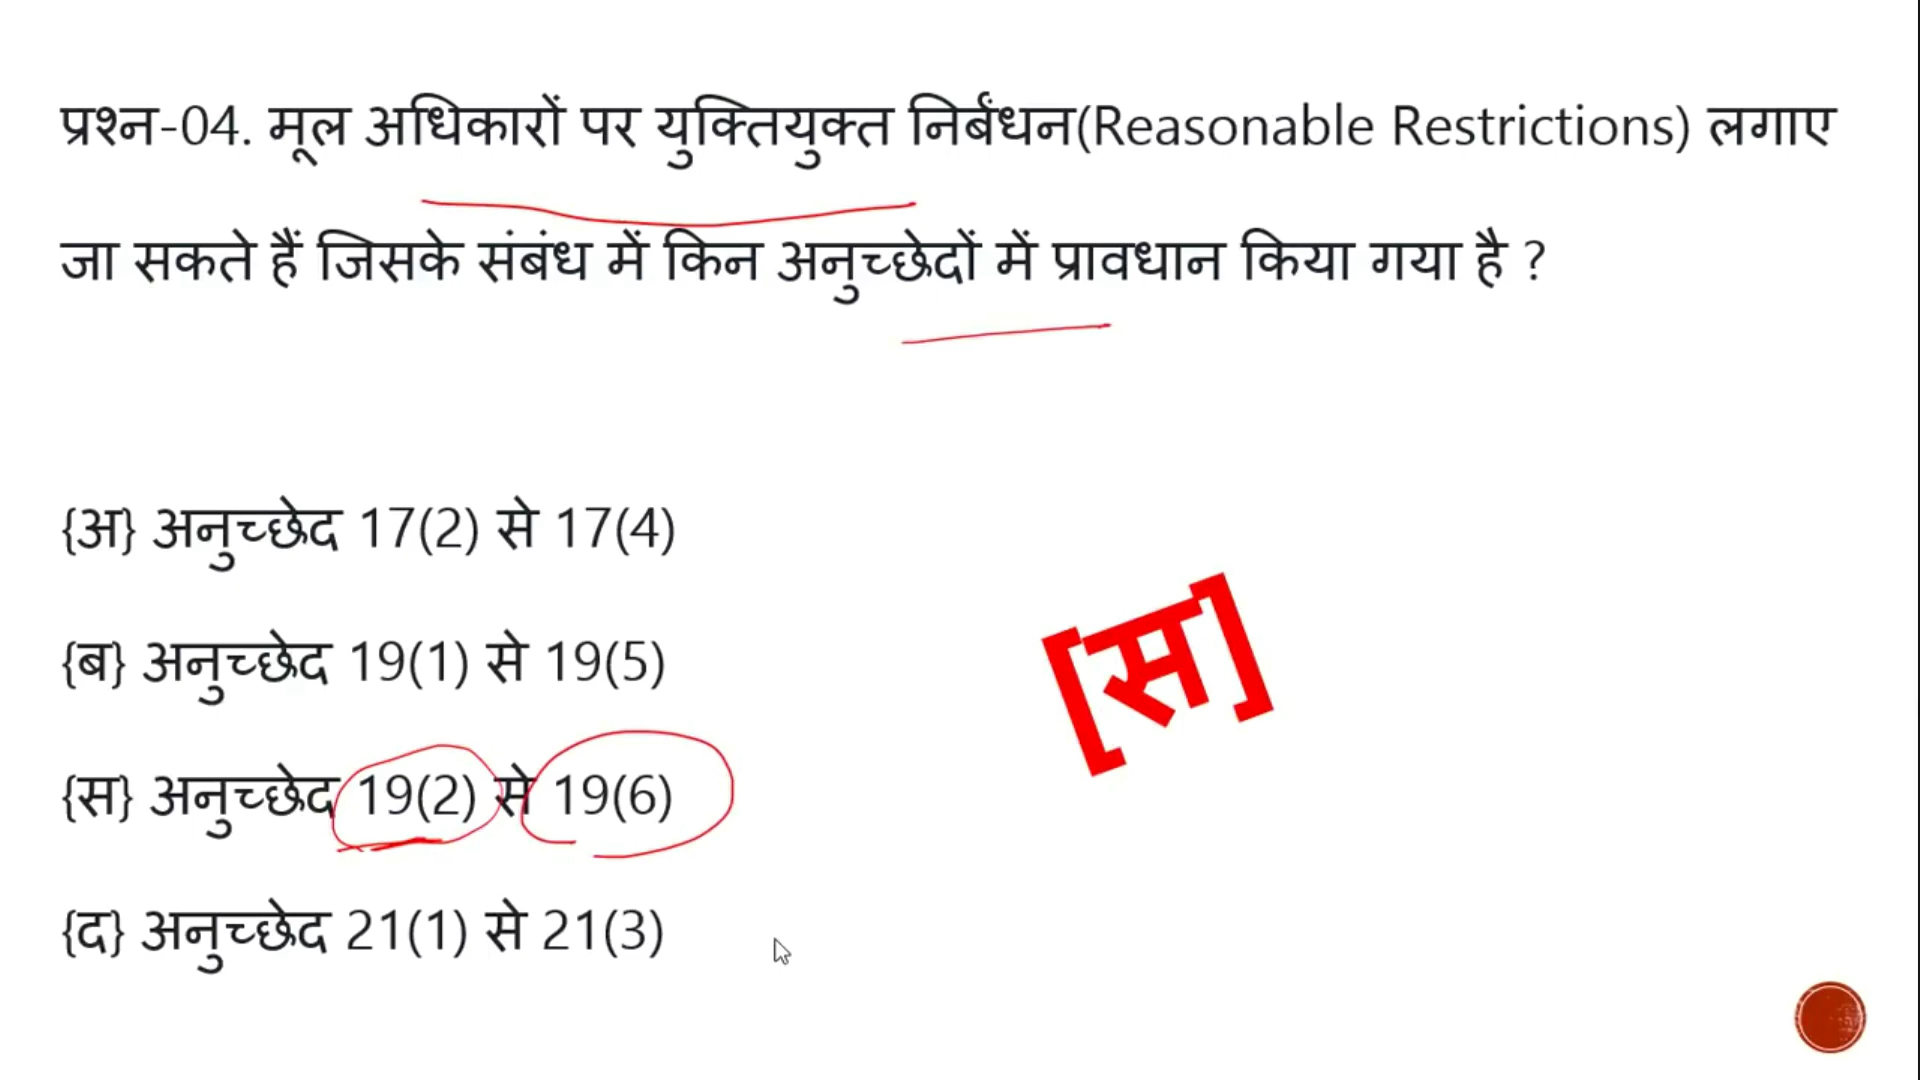 प्रश्न-04. मूल अधिकारों पर युक्तियुक्त निर्बंधन(Reasonable Restrictions) लगाए
जा सकते हैं जिसके संबंध में किन अनुच्छेदों में प्रावधान किया गया है ?
{अ} अनुच्छेद 17(2) से 17(4)
{ब} अनुच्छेद 19(1) से 19(5)
[स]
{स} अनुच्छेद 19(2) से 19(6)
{द} अनुच्छेद 21(1) से 21(3)